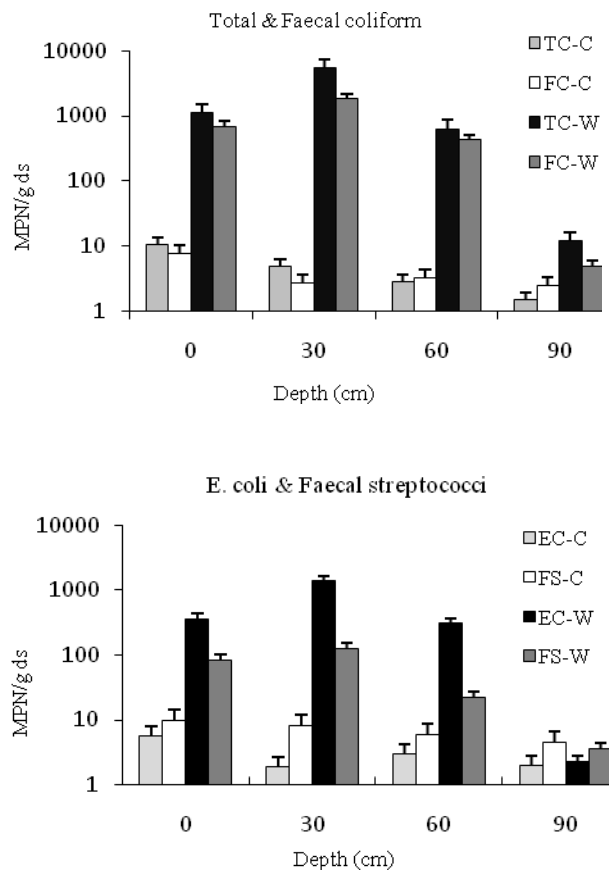 Total & Faecal coliform
10000
1000
100
10
1
MPN/g ds
0 30 60 90
Depth (cm)
TC-C
FC-C
TC-W
FC-W
E. coli & Faecal streptococci
10000
1000
100
10
1
MPN/g ds
0 30 60 90
Depth (cm)
EC-C
FS-C
EC-W
FS-W